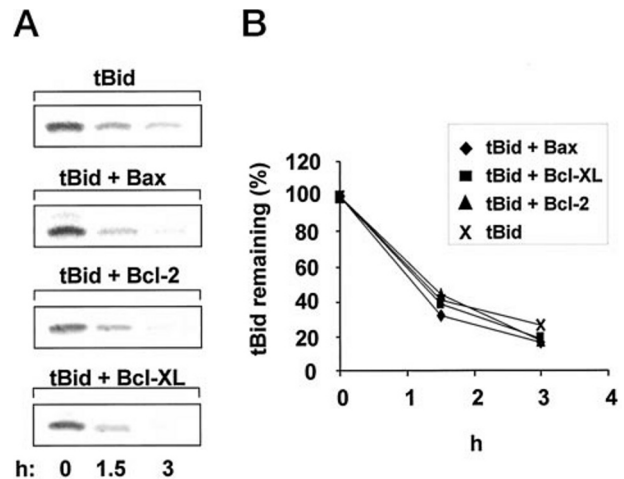 A
tBid
tBid + Bax
tBid + Bcl-2
tBid + Bcl-XL
h: 0 1.5 3
B
tBid + Bax
tBid + Bcl-XL
tBid + Bcl-2
tBid
tBid remaining (%)
120
100
80
60
40
20
0
0 1 2 3 4
h